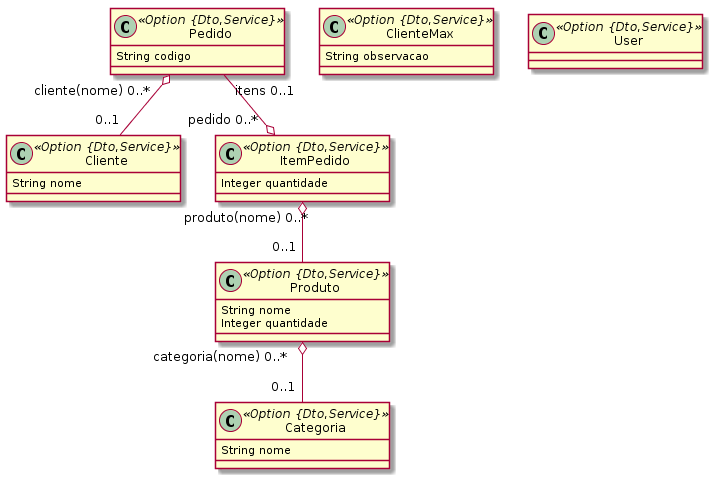 C
«Option {Dto,Service}»
Pedido
String codigo
C
«Option {Dto,Service}»
ClienteMax
String observacao
C
«Option {Dto,Service}»
User
cliente(nome) 0..*
itens 0..1
0..1
pedido 0..*
C
«Option {Dto,Service}»
Cliente
String nome
C
«Option {Dto,Service}»
ItemPedido
Integer quantidade
produto(nome) 0..*
0..1
C
«Option {Dto,Service}»
Produto
String nome
Integer quantidade
categoria(nome) 0..*
0..1
C
«Option {Dto,Service}»
Categoria
String nome